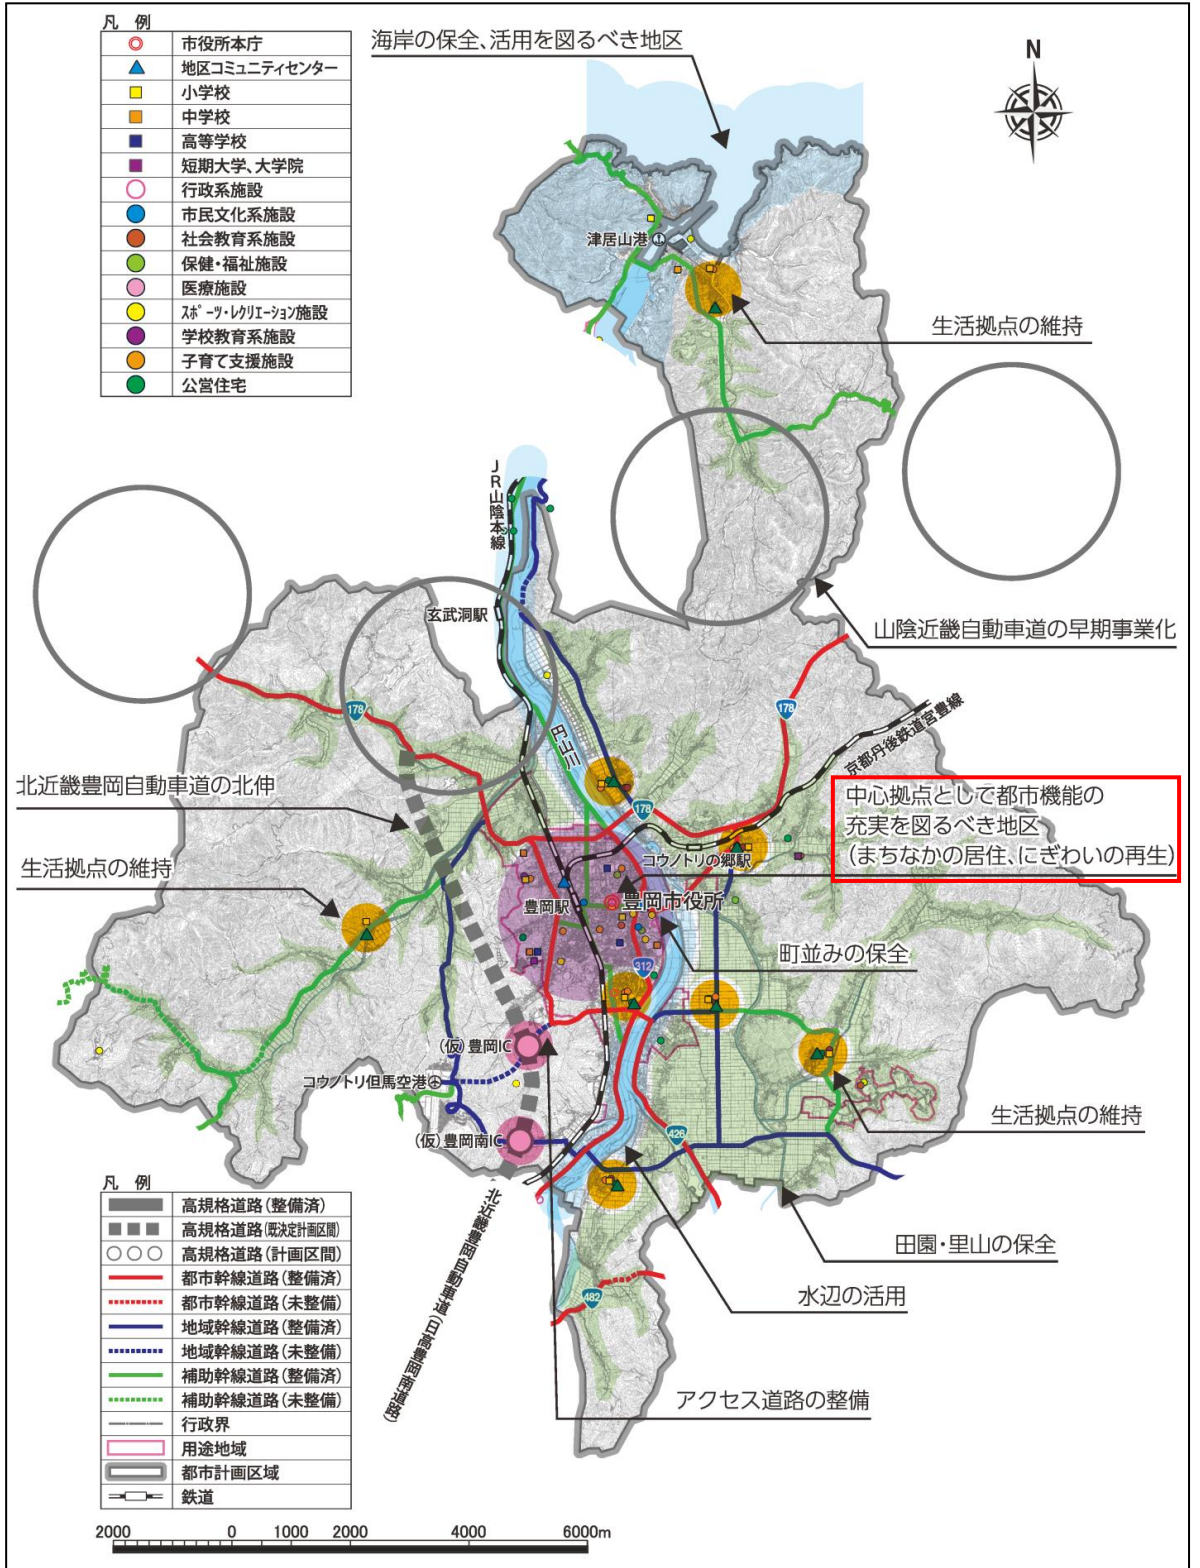 凡 例
市役所本庁
地区コミュニティセンター
小学校
中学校
高等学校
短期大学、大学院
行政系施設
市民文化系施設
社会教育系施設
保健・福祉施設
医療施設
スポーツ・レクリエーション施設
学校教育系施設
子育て支援施設
公営住宅
海岸の保全、活用を図るべき地区
N
津居山港
生活拠点の維持
JR山陰本線
玄武洞駅
山陰近畿自動車道の早期事業化
178
178
京都丹後鉄道宮豊線
円山川
北近畿豊岡自動車道の北伸
178
中心拠点として都市機能の
充実を図るべき地区
(まちなかの居住、にぎわいの再生)
コウノトリの郷駅
生活拠点の維持
豊岡駅
豊岡市役所
町並みの保全
312
(仮)豊岡IC
コウノトリ但馬空港
生活拠点の維持
(仮)豊岡南IC
426
北近畿豊岡自動車道(日高豊岡南道路)
田園・里山の保全
水辺の活用
482
アクセス道路の整備
凡 例
高規格道路(整備済)
高規格道路(既決定計画区間)
高規格道路(計画区間)
都市幹線道路(整備済)
都市幹線道路(未整備)
地域幹線道路(整備済)
地域幹線道路(未整備)
補助幹線道路(整備済)
補助幹線道路(未整備)
行政界
用途地域
都市計画区域
鉄道
2000 0 1000 2000 4000 6000m